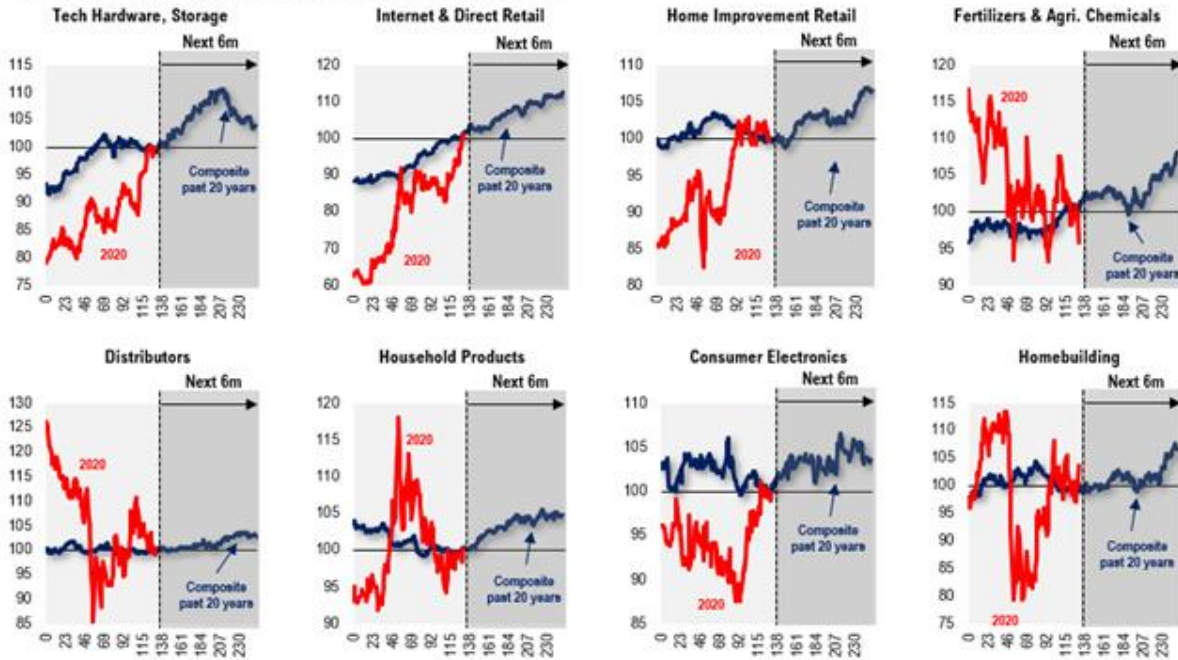 Tech Hardware, Storage
Next 6m
115
110
105
100
95
90
85
80
75
Composite
past 20 years
2020
0 23 46 69 92 115 138 161 184 207 230
Internet & Direct Retail
Next 6m
120
110
100
90
80
70
60
Composite
past 20 years
2020
0 23 46 69 92 115 138 161 184 207 230
Home Improvement Retail
Next 6m
110
105
100
95
90
85
80
Composite
past 20 years
2020
0 23 46 69 92 115 138 161 184 207 230
Fertilizers & Agri. Chemicals
Next 6m
120
115
110
105
100
95
90
2020
Composite
past 20 years
0 23 46 69 92 115 138 161 184 207 230
Distributors
Next 6m
130
125
120
115
110
105
100
95
90
85
2020
Composite
past 20 years
0 23 46 69 92 115 138 161 184 207 230
Household Products
Next 6m
120
115
110
105
100
95
90
2020
Composite
past 20 years
0 23 46 69 92 115 138 161 184 207 230
Consumer Electronics
Next 6m
110
105
100
95
90
85
Composite
past 20 years
2020
0 23 46 69 92 115 138 161 184 207 230
Homebuilding
Next 6m
115
110
105
100
95
90
85
80
75
Composite
past 20 years
2020
0 23 46 69 92 115 138 161 184 207 230